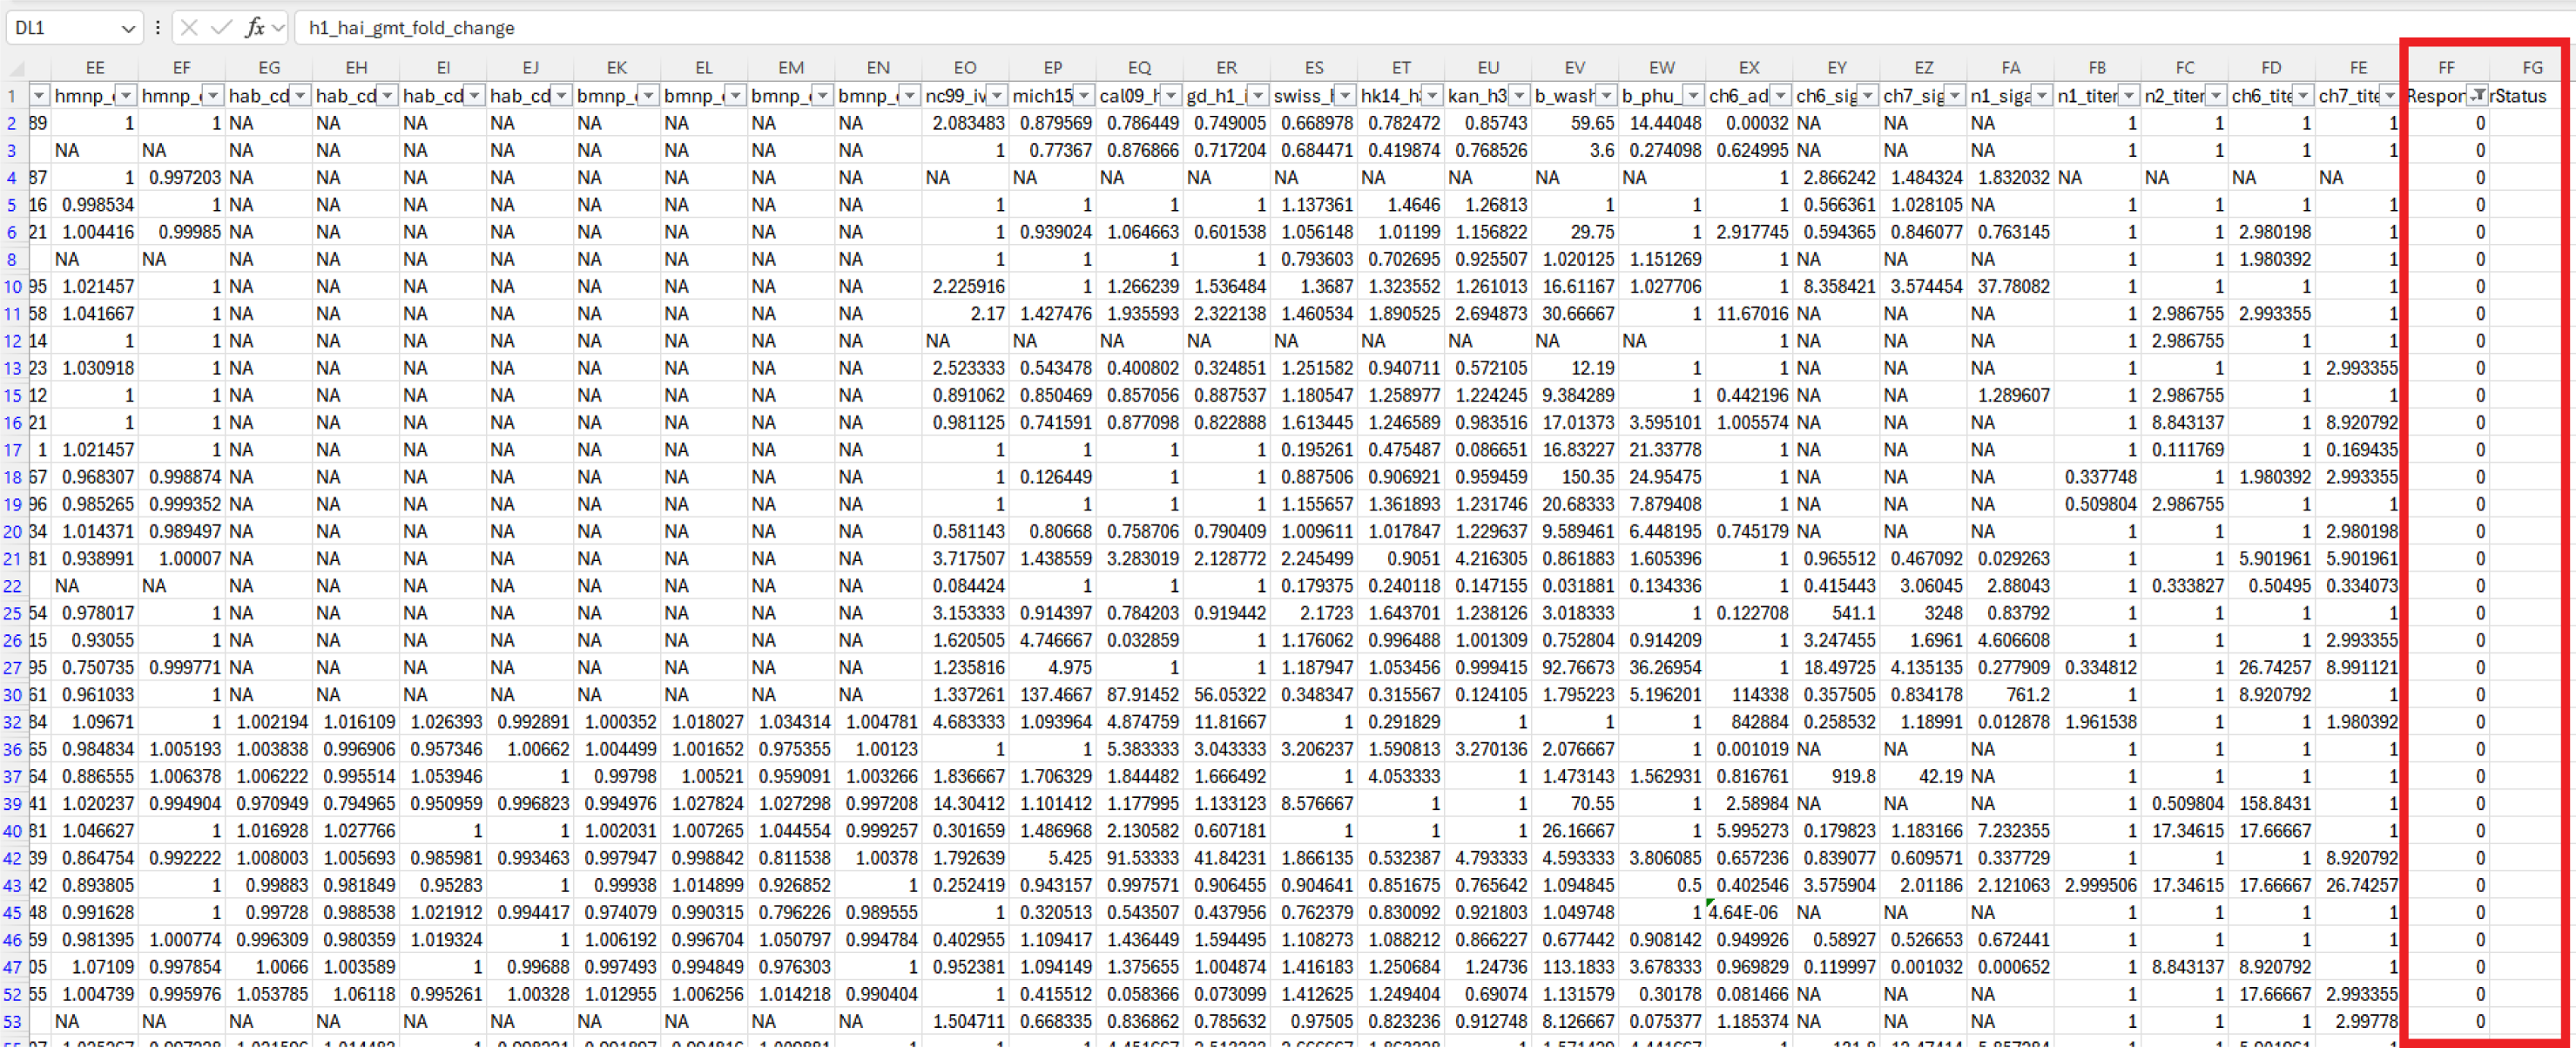 DL1 fx h1_hai_gmt_fold_change
EE EF EG EH EI EJ EK EL EM EN EO EP EQ ER ES ET EU EV EW EX EY EZ FA FB FC FD FE FF FG
1 hmnp_ hmnp_ hab_cd hab_cd hab_cd hab_cd bmnp_ bmnp_ bmnp_ bmnp_ nc99_iv mich15 cal09_h gd_h1_i swiss_h hk14_h kan_h3 b_wash b_phu_ ch6_ad ch6_sig ch7_sig n1_siga n1_titer n2_titer ch6_tite ch7_tite Respon rStatus
2 89 1 1 NA NA NA NA NA NA NA NA 2.083483 0.879569 0.786449 0.749005 0.668978 0.782472 0.85743 59.65 14.44048 0.00032 NA NA NA 1 1 1 1 0
3 NA NA NA NA NA NA NA NA NA NA 1 0.77367 0.876866 0.717204 0.684471 0.419874 0.768526 3.6 0.274098 0.624995 NA NA NA 1 1 1 1 0
4 87 1 0.997203 NA NA NA NA NA NA NA NA NA NA NA NA NA NA NA NA NA 1 2.866242 1.484324 1.832032 NA NA NA NA 0
5 16 0.998534 1 NA NA NA NA NA NA NA NA 1 1 1 1 1.137361 1.4646 1.26813 1 1 1 0.566361 1.028105 NA 1 1 1 1 0
6 21 1.004416 0.99985 NA NA NA NA NA NA NA NA 1 0.939024 1.064663 0.601538 1.056148 1.01199 1.156822 29.75 1 2.917745 0.594365 0.846077 0.763145 1 1 2.980198 1 0
8 NA NA NA NA NA NA NA NA NA NA 1 1 1 1 0.793603 0.702695 0.925507 1.020125 1.151269 1 NA NA NA 1 1 1.980392 1 0
10 95 1.021457 1 NA NA NA NA NA NA NA NA 2.225916 1 1.266239 1.536484 1.3687 1.323552 1.261013 16.61167 1.027706 1 8.358421 3.574454 37.78082 1 1 1 1 0
11 58 1.041667 1 NA NA NA NA NA NA NA NA 2.17 1.427476 1.935593 2.322138 1.460534 1.890525 2.694873 30.66667 1 11.67016 NA NA NA 1 2.986755 2.993355 1 0
12 14 1 1 NA NA NA NA NA NA NA NA NA NA NA NA NA NA NA NA NA 1 NA NA NA 1 2.986755 1 1 0
13 23 1.030918 1 NA NA NA NA NA NA NA NA 2.523333 0.543478 0.400802 0.324851 1.251582 0.940711 0.572105 12.19 1 1 NA NA NA 1 1 1 2.993355 0
15 12 1 1 NA NA NA NA NA NA NA NA 0.891062 0.850469 0.857056 0.887537 1.180547 1.258977 1.224245 9.384289 1 0.442196 NA NA 1.289607 1 2.986755 1 1 0
16 21 1 1 NA NA NA NA NA NA NA NA 0.981125 0.741591 0.877098 0.822888 1.613445 1.246589 0.983516 17.01373 3.595101 1.005574 NA NA NA 1 8.843137 1 8.920792 0
17 1 1.021457 1 NA NA NA NA NA NA NA NA 1 1 1 1 0.195261 0.475487 0.086651 16.83227 21.33778 1 NA NA NA 1 0.111769 1 0.169435 0
18 67 0.968307 0.998874 NA NA NA NA NA NA NA NA 1 0.126449 1 1 0.887506 0.906921 0.959459 150.35 24.95475 1 NA NA NA 0.337748 1 1.980392 2.993355 0
19 96 0.985265 0.999352 NA NA NA NA NA NA NA NA 1 1 1 1 1.155657 1.361893 1.231746 20.68333 7.879408 1 NA NA NA 0.509804 2.986755 1 1 0
20 34 1.014371 0.989497 NA NA NA NA NA NA NA NA 0.581143 0.80668 0.758706 0.790409 1.009611 1.017847 1.229637 9.589461 6.448195 0.745179 NA NA NA 1 1 1 2.980198 0
21 81 0.938991 1.00007 NA NA NA NA NA NA NA NA 3.717507 1.438559 3.283019 2.128772 2.245499 0.9051 4.216305 0.861883 1.605396 1 0.965512 0.467092 0.029263 1 1 5.901961 5.901961 0
22 NA NA NA NA NA NA NA NA NA NA 0.084424 1 1 1 0.179375 0.240118 0.147155 0.031881 0.134336 1 0.415443 3.06045 2.88043 1 0.333827 0.50495 0.334073 0
25 54 0.978017 1 NA NA NA NA NA NA NA NA 3.153333 0.914397 0.784203 0.919442 2.1723 1.643701 1.238126 3.018333 1 0.122708 541.1 3248 0.83792 1 1 1 1 0
26 15 0.93055 1 NA NA NA NA NA NA NA NA 1.620505 4.746667 0.032859 1 1.176062 0.996488 1.001309 0.752804 0.914209 1 3.247455 1.6961 4.606608 1 1 1 2.993355 0
27 95 0.750735 0.999771 NA NA NA NA NA NA NA NA 1.235816 4.975 1 1 1.187947 1.053456 0.999415 92.76673 36.26954 1 18.49725 4.135135 0.277909 0.334812 1 26.74257 8.991121 0
30 61 0.961033 1 NA NA NA NA NA NA NA NA 1.337261 137.4667 87.91452 56.05322 0.348347 0.315567 0.124105 1.795223 5.196201 114338 0.357505 0.834178 761.2 1 1 8.920792 1 0
32 84 1.09671 1 1.002194 1.016109 1.026393 0.992891 1.000352 1.018027 1.034314 1.004781 4.683333 1.093964 4.874759 11.81667 1 0.291829 1 1 1 842884 0.258532 1.18991 0.012878 1.961538 1 1 1.980392 0
36 65 0.984834 1.005193 1.003838 0.996906 0.957346 1.00662 1.004499 1.001652 0.975355 1.00123 1 1 5.383333 3.043333 3.206237 1.590813 3.270136 2.076667 1 0.001019 NA NA NA 1 1 1 1 0
37 64 0.886555 1.006378 1.006222 0.995514 1.053946 1 0.99798 1.00521 0.959091 1.003266 1.836667 1.706329 1.844482 1.666492 1 4.053333 1 1.473143 1.562931 0.816761 919.8 42.19 NA 1 1 1 1 0
39 41 1.020237 0.994904 0.970949 0.794965 0.950959 0.996823 0.994976 1.027824 1.027298 0.997208 14.30412 1.101412 1.177995 1.133123 8.576667 1 1 70.55 1 2.58984 NA NA NA 1 0.509804 158.8431 1 0
40 81 1.046627 1 1.016928 1.027766 1 1 1.002031 1.007265 1.044554 0.999257 0.301659 1.486968 2.130582 0.607181 1 1 1 26.16667 1 5.995273 0.179823 1.183166 7.232355 1 17.34615 17.66667 1 0
42 39 0.864754 0.992222 1.008003 1.005693 0.985981 0.993463 0.997947 0.998842 0.811538 1.00378 1.792639 5.425 91.53333 41.84231 1.866135 0.532387 4.793333 4.593333 3.806085 0.657236 0.839077 0.609571 0.337729 1 1 1 8.920792 0
43 42 0.893805 1 0.99883 0.981849 0.95283 1 0.99938 1.014899 0.926852 1 0.252419 0.943157 0.997571 0.906455 0.904641 0.851675 0.765642 1.094845 0.5 0.402546 3.575904 2.01186 2.121063 2.999506 17.34615 17.66667 26.74257 0
45 48 0.991628 1 0.99728 0.988538 1.021912 0.994417 0.974079 0.990315 0.796226 0.989555 1 0.320513 0.543507 0.437956 0.762379 0.830092 0.921803 1.049748 1 4.64E-06 NA NA NA 1 1 1 1 0
46 59 0.981395 1.000774 0.996309 0.980359 1.019324 1 1.006192 0.996704 1.050797 0.994784 0.402955 1.109417 1.436449 1.594495 1.108273 1.088212 0.866227 0.677442 0.908142 0.949926 0.58927 0.526653 0.672441 1 1 1 1 0
47 05 1.07109 0.997854 1.0066 1.003589 1 0.99688 0.997493 0.994849 0.976303 1 0.952381 1.094149 1.375655 1.004874 1.416183 1.250684 1.24736 113.1833 3.678333 0.969829 0.119997 0.001032 0.000652 1 8.843137 8.920792 1 0
52 55 1.004739 0.995976 1.053785 1.06118 0.995261 1.00328 1.012955 1.006256 1.014218 0.990404 1 0.415512 0.058366 0.073099 1.412625 1.249404 0.69074 1.131579 0.30178 0.081466 NA NA NA 1 1 17.66667 2.993355 0
53 NA NA NA NA NA NA NA NA NA NA 1.504711 0.668335 0.836862 0.785632 0.97505 0.823236 0.912748 8.126667 0.075377 1.185374 NA NA NA 1 1 1 2.99778 0